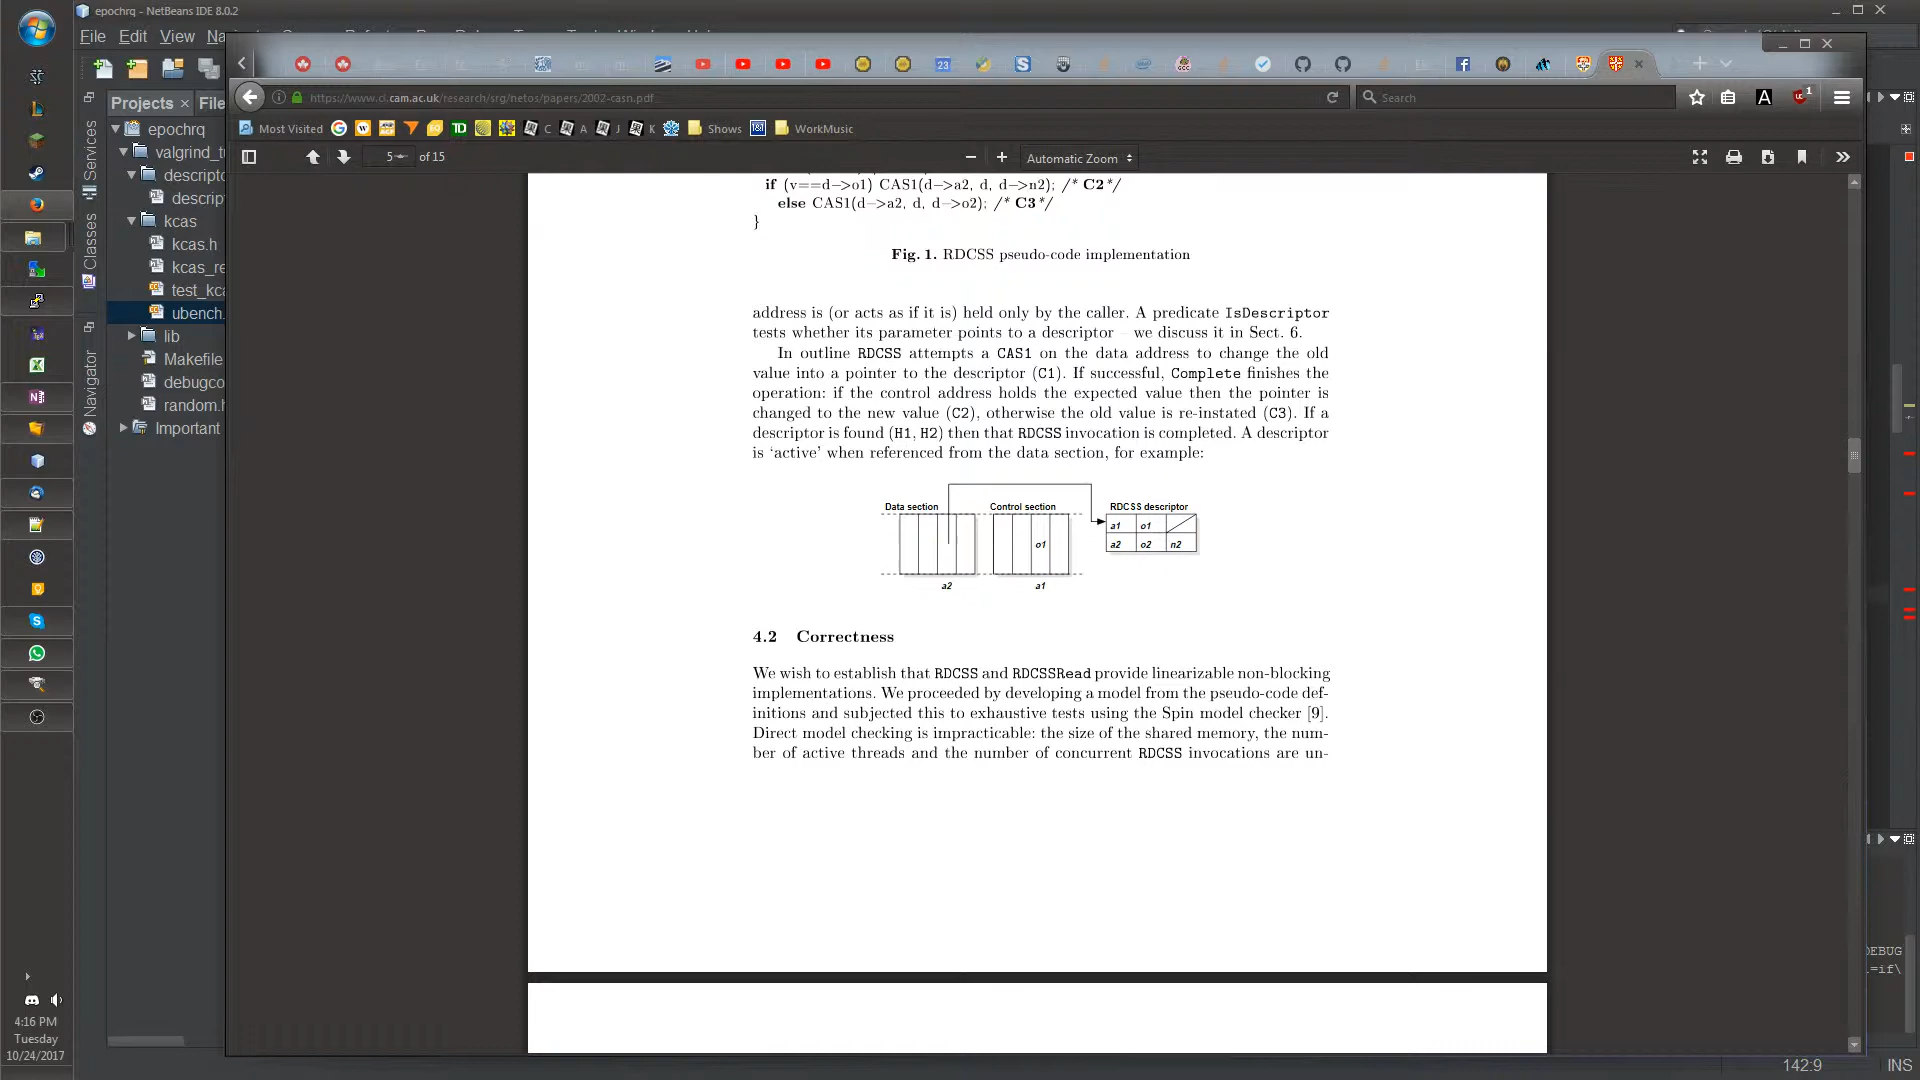 epochrq - NetBeans IDE 8.0.2
File Edit View
https://www.cl.cam.ac.uk/research/srg/netos/papers/2002-casn.pdf
Search
Most Visited
TD
C
A
J
K
Shows
WorkMusic
5 of 15
Automatic Zoom
Projects
File
Services
Classes
Navigator
epochrq
valgrind_t
descripto
descrip
kcas
kcas.h
kcas_re
test_kca
ubench.
lib
Makefile
debugco
random.h
Important
if (v==d−>o1) CAS1(d−>a2, d, d−>n2); /* C2*/
else CAS1(d−>a2, d, d−>o2); /* C3*/
}
Fig. 1. RDCSS pseudo-code implementation
address is (or acts as if it is) held only by the caller. A predicate IsDescriptor
tests whether its parameter points to a descriptor – we discuss it in Sect. 6.
In outline RDCSS attempts a CAS1 on the data address to change the old
value into a pointer to the descriptor (C1). If successful, Complete finishes the
operation: if the control address holds the expected value then the pointer is
changed to the new value (C2), otherwise the old value is re-instated (C3). If a
descriptor is found (H1, H2) then that RDCSS invocation is completed. A descriptor
is ‘active’ when referenced from the data section, for example:
Data section Control section RDCSS descriptor
a1 o1
o1 a2 o2 n2
a2 a1
4.2 Correctness
We wish to establish that RDCSS and RDCSSRead provide linearizable non-blocking
implementations. We proceeded by developing a model from the pseudo-code def-
initions and subjected this to exhaustive tests using the Spin model checker [9].
Direct model checking is impracticable: the size of the shared memory, the num-
ber of active threads and the number of concurrent RDCSS invocations are un-
DEBUG
=if\
4:16 PM
Tuesday
10/24/2017
142:9 INS